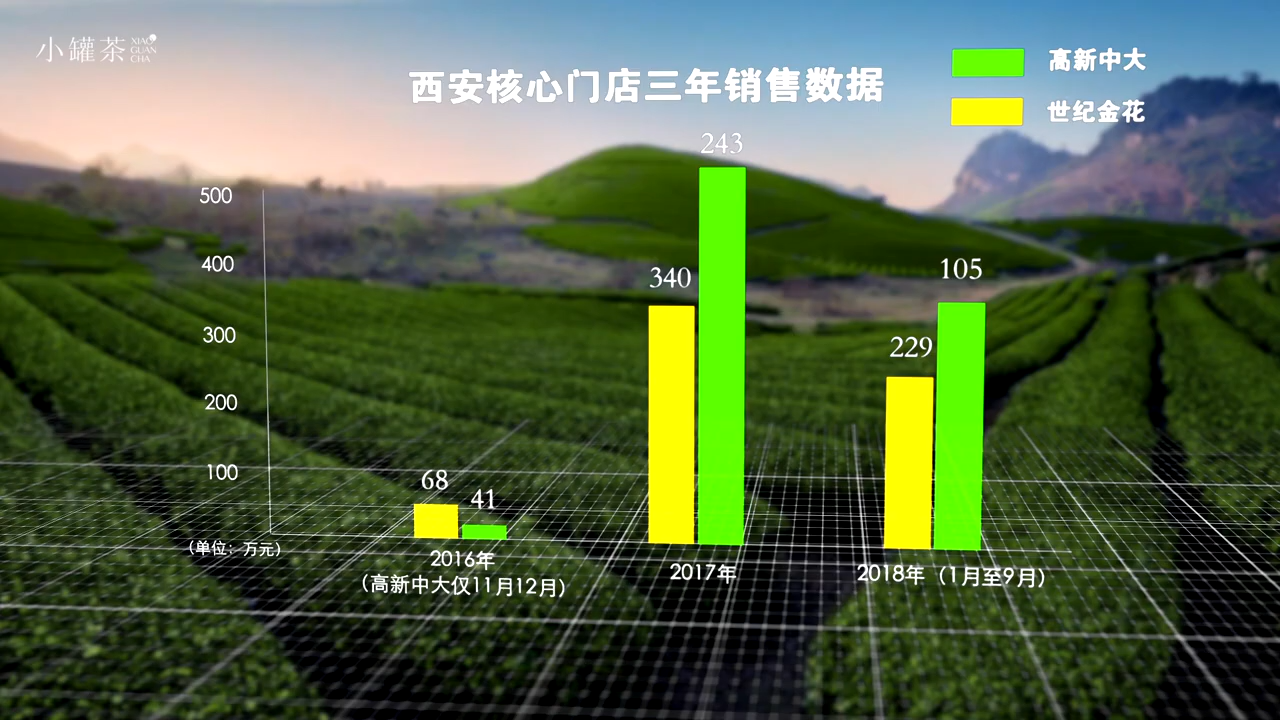 小罐茶
XIAO
GUAN
CHA
西安核心门店三年销售数据
高新中大
世纪金花
500
400
300
200
100
(单位：万元)
68
41
340
243
229
105
2016年
(高新中大仅11月12月)
2017年
2018年（1月至9月)